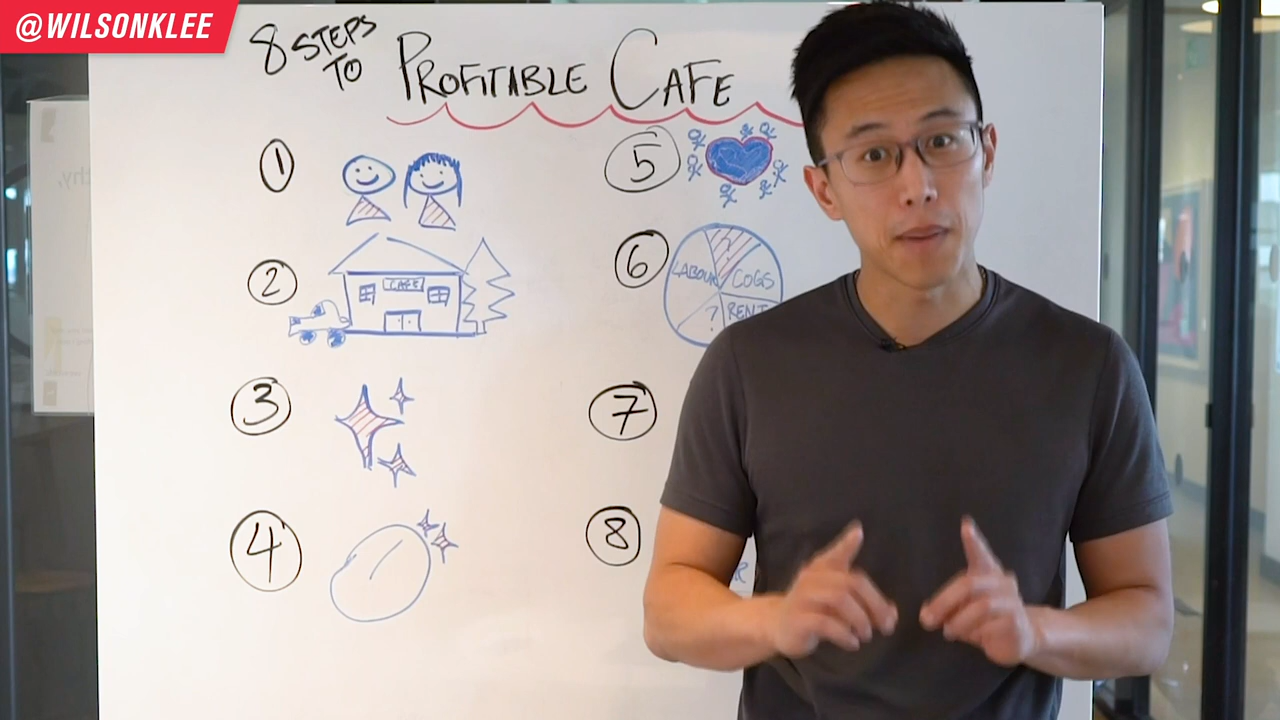 @WILSONKLEE
8 STEPS TO
PROFITABLE CAFE
1
2
CAFE
3
4
5
6
LABOUR
COGS
?
RENT
7
8